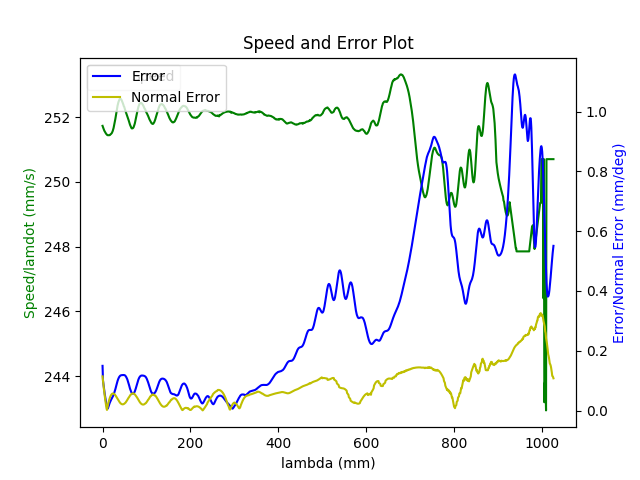 Speed and Error Plot
Error
Normal Error
252
250
248
246
244
1.0
0.8
0.6
0.4
0.2
0.0
0
200
400
600
800
1000
lambda (mm)
Speed/lamdot (mm/s)
Error/Normal Error (mm/deg)